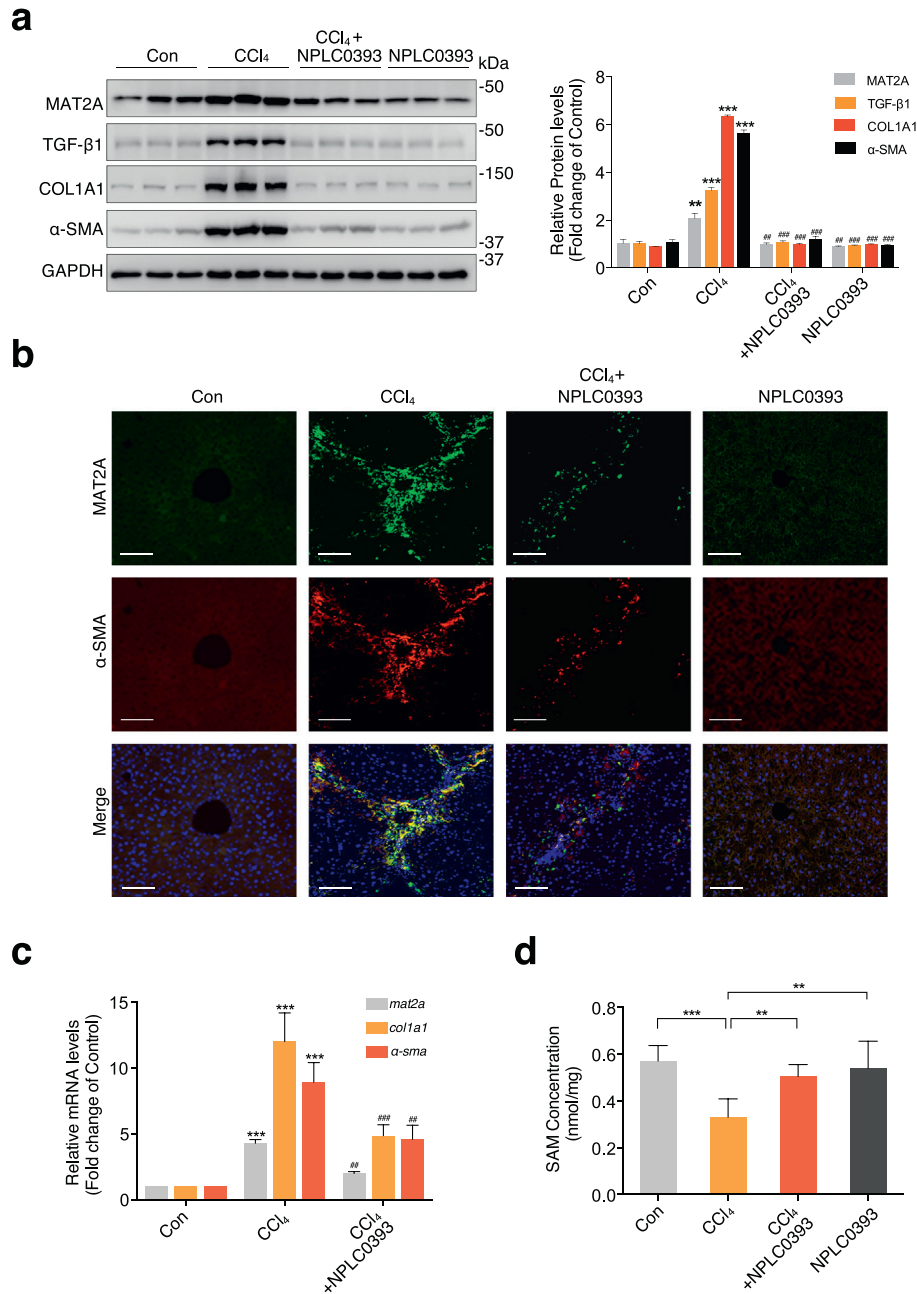 a
Con
CCl₄
CCl₄+
NPLC0393
NPLC0393
kDa
MAT2A
-50
TGF-β1
-50
COL1A1
-150
α-SMA
-37
GAPDH
-37
Relative Protein levels
(Fold change of Control)
8
6
4
2
0
** *** *** ***
## ### ### ###
## ### ### ###
MAT2A
TGF-β1
COL1A1
α-SMA
Con
CCl₄
CCl₄
+NPLC0393
NPLC0393
b
Con
CCl₄
CCl₄+
NPLC0393
NPLC0393
MAT2A
α-SMA
Merge
c
Relative mRNA levels
(Fold change of Control)
15
10
5
0
*** *** ***
## ### ##
mat2a
col1a1
α-sma
Con
CCl₄
CCl₄
+NPLC0393
d
SAM Concentration
(nmol/mg)
0.8
0.6
0.4
0.2
0.0
**
*** **
Con
CCl₄
CCl₄
+NPLC0393
NPLC0393